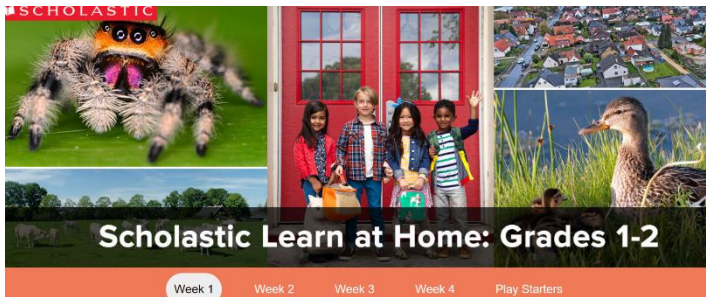 SCHOLASTIC
Scholastic Learn at Home: Grades 1-2
Week 1 Week 2 Week 3 Week 4 Play Starters